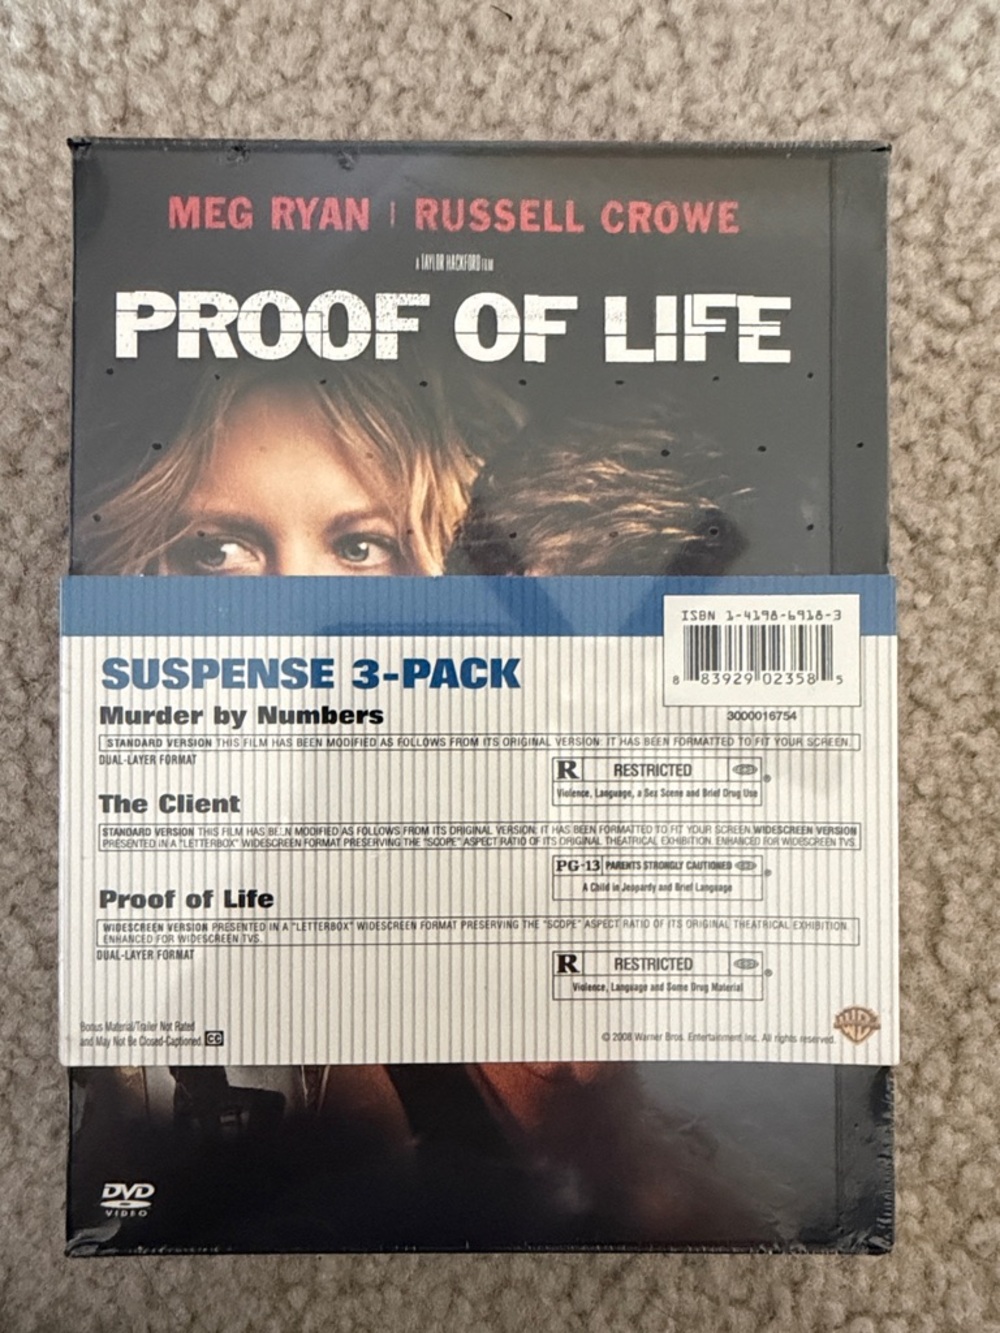 MEG RYAN | RUSSELL CROWE
A TAYLOR HACKFORD FILM
PROOF OF LIFE
ISBN 1-4198-6918-3
8 83929 02358 5
3000016754
SUSPENSE 3-PACK
Murder by Numbers
STANDARD VERSION THIS FILM HAS BEEN MODIFIED AS FOLLOWS FROM ITS ORIGINAL VERSION: IT HAS BEEN FORMATTED TO FIT YOUR SCREEN.
DUAL-LAYER FORMAT
R RESTRICTED
Violence, Language, a Sex Scene and Brief Drug Use
The Client
STANDARD VERSION THIS FILM HAS BEEN MODIFIED AS FOLLOWS FROM ITS ORIGINAL VERSION: IT HAS BEEN FORMATTED TO FIT YOUR SCREEN. WIDESCREEN VERSION
PRESENTED IN A "LETTERBOX" WIDESCREEN FORMAT PRESERVING THE "SCOPE" ASPECT RATIO OF ITS ORIGINAL THEATRICAL EXHIBITION. ENHANCED FOR WIDESCREEN TVS.
PG-13 PARENTS STRONGLY CAUTIONED
A Child in Jeopardy and Brief Language
Proof of Life
WIDESCREEN VERSION PRESENTED IN A "LETTERBOX" WIDESCREEN FORMAT PRESERVING THE "SCOPE" ASPECT RATIO OF ITS ORIGINAL THEATRICAL EXHIBITION.
ENHANCED FOR WIDESCREEN TVS.
DUAL-LAYER FORMAT
R RESTRICTED
Violence, Language and Some Drug Material
Bonus Material/Trailer Not Rated
and May Not Be Closed-Captioned. CC
© 2008 Warner Bros. Entertainment Inc. All rights reserved.
WB
DVD
VIDEO